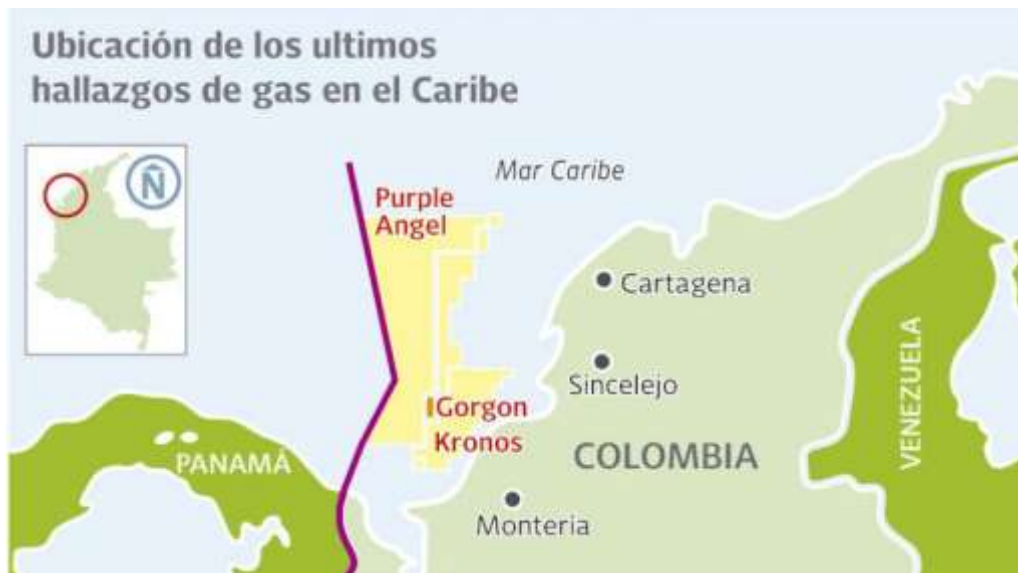 Ubicación de los ultimos
hallazgos de gas en el Caribe
Ñ
Mar Caribe
Purple
Angel
Cartagena
Sincelejo
Gorgon
Kronos
COLOMBIA
VENEZUELA
PANAMÁ
Monteria